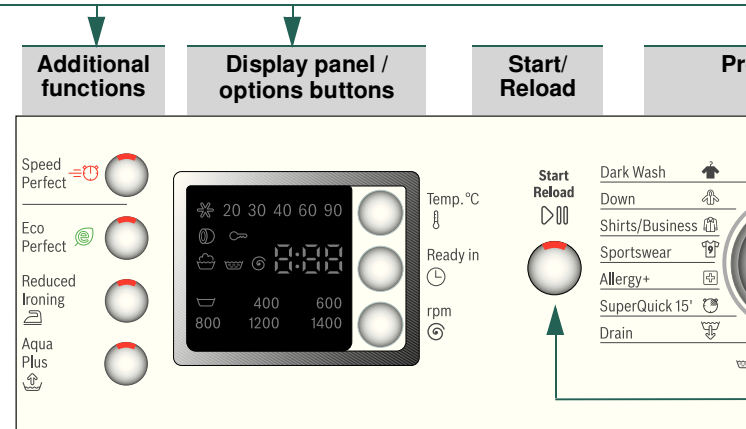 Additional
functions
Display panel /
options buttons
Start/
Reload
Pr
Speed
Perfect
Eco
Perfect
Reduced
Ironing
Aqua
Plus
20 30 40 60 90
8:88
400 600
800 1200 1400
Temp. °C
Ready in
rpm
Start
Reload
Dark Wash
Down
Shirts/Business
Sportswear
9
Allergy+
SuperQuick 15'
Drain